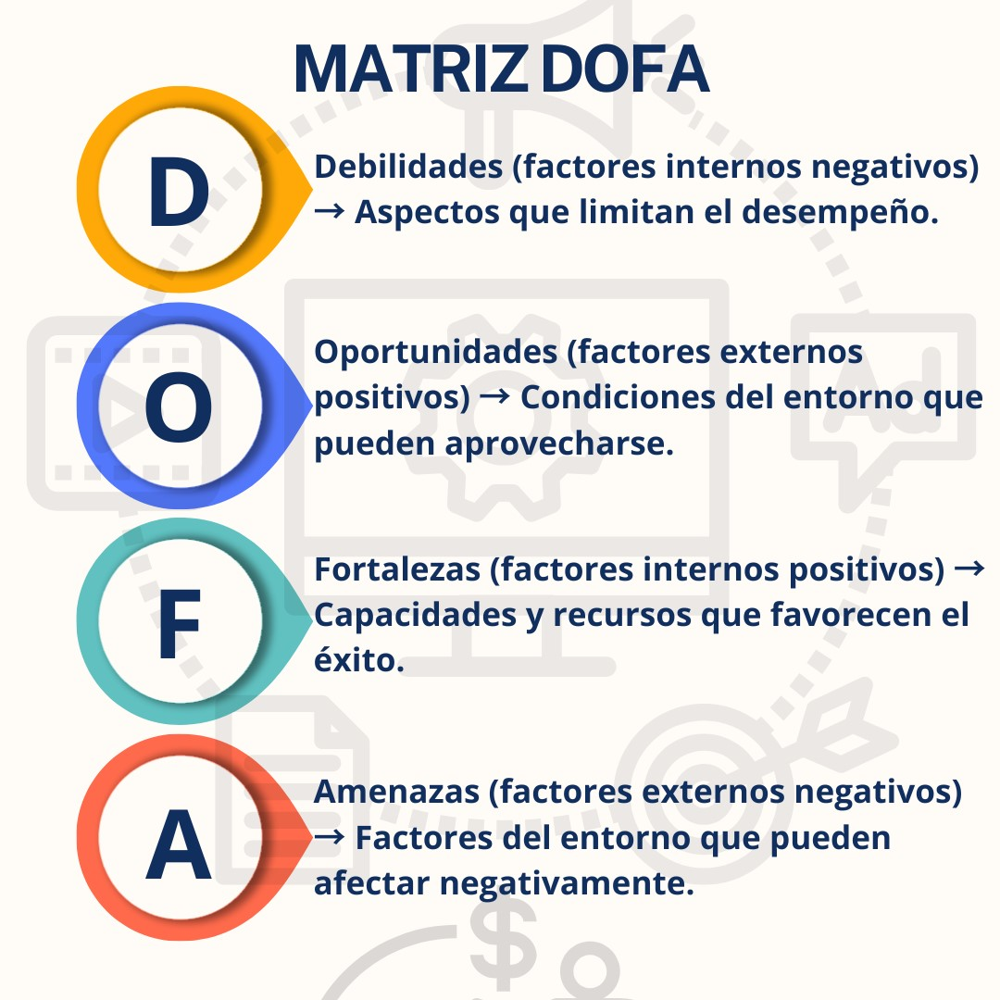 MATRIZ DOFA
D
Debilidades (factores internos negativos)
→ Aspectos que limitan el desempeño.
O
Oportunidades (factores externos
positivos) → Condiciones del entorno que
pueden aprovecharse.
Ad
F
Fortalezas (factores internos positivos) →
Capacidades y recursos que favorecen el
éxito.
A
Amenazas (factores externos negativos)
→ Factores del entorno que pueden
afectar negativamente.
$